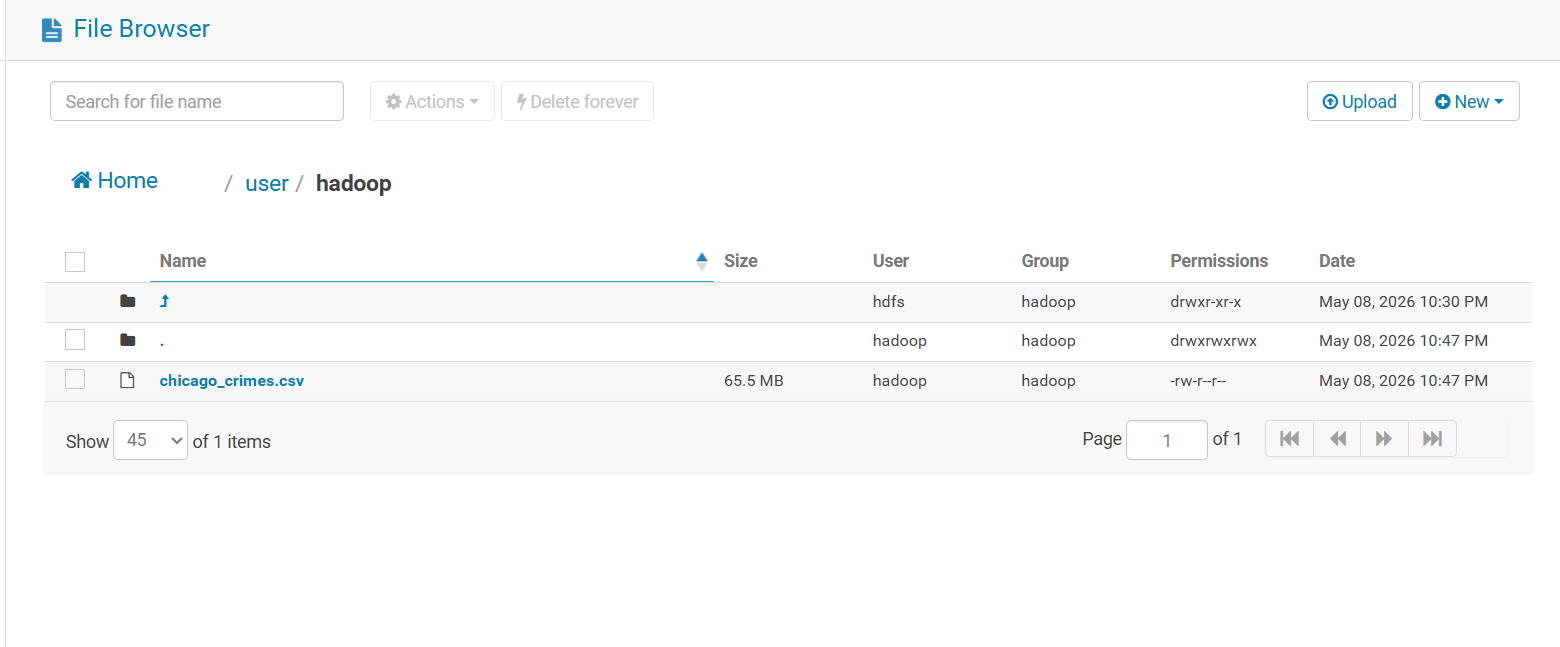 File Browser
Search for file name Actions Delete forever Upload New
Home / user / hadoop
Name Size User Group Permissions Date
hdfs hadoop drwxr-xr-x May 08, 2026 10:30 PM
. hadoop hadoop drwxrwxrwx May 08, 2026 10:47 PM
chicago_crimes.csv 65.5 MB hadoop hadoop -rw-r--r-- May 08, 2026 10:47 PM
Show 45 of 1 items Page 1 of 1